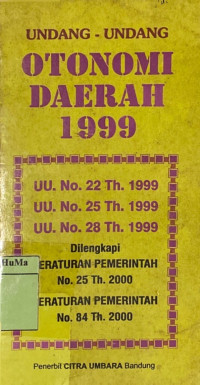 UNDANG - UNDANG
OTONOMI
DAERAH
1999
UU. No. 22 Th. 1999
UU. No. 25 Th. 1999
UU. No. 28 Th. 1999
Dilengkapi
HuMa
ERATURAN PEMERINTAH
No. 25 Th. 2000
ERATURAN PEMERINTAH
No. 84 Th. 2000
Penerbit CITRA UMBARA Bandung